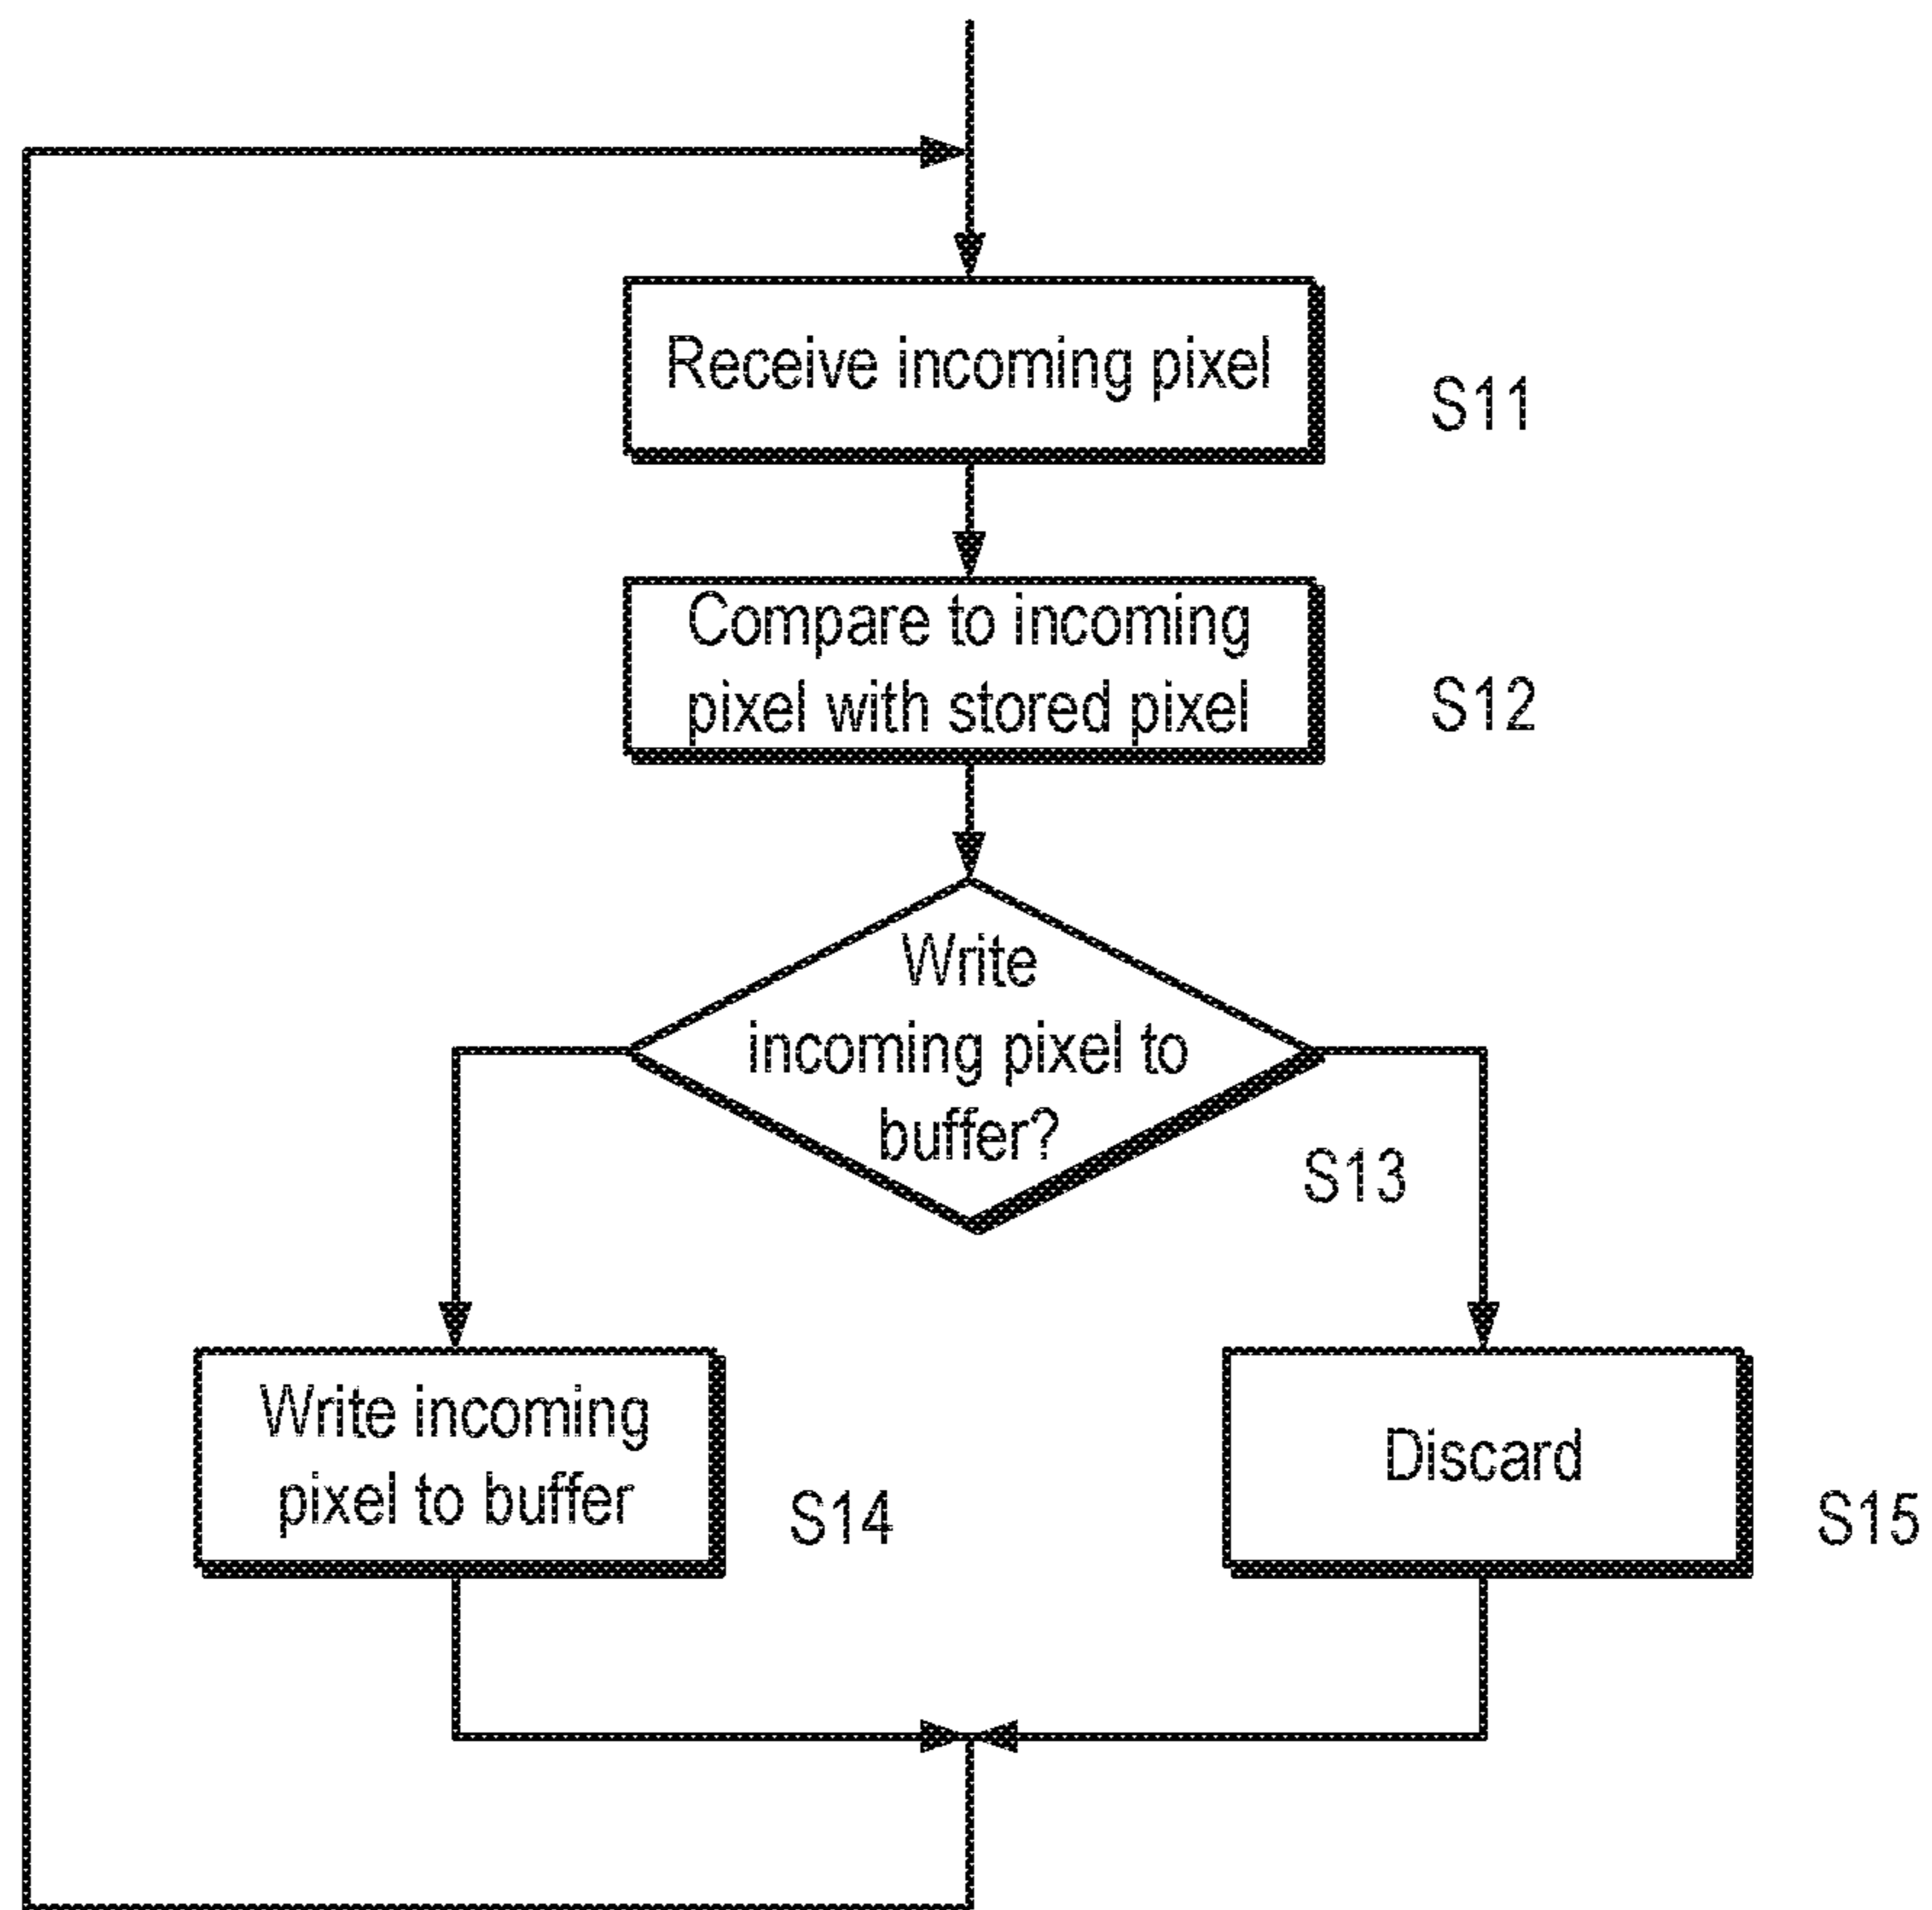 Receive incoming pixel
S11
Compare to incoming
pixel with stored pixel
S12
Write
incoming pixel to
buffer?
S13
Write incoming
pixel to buffer
S14
Discard
S15